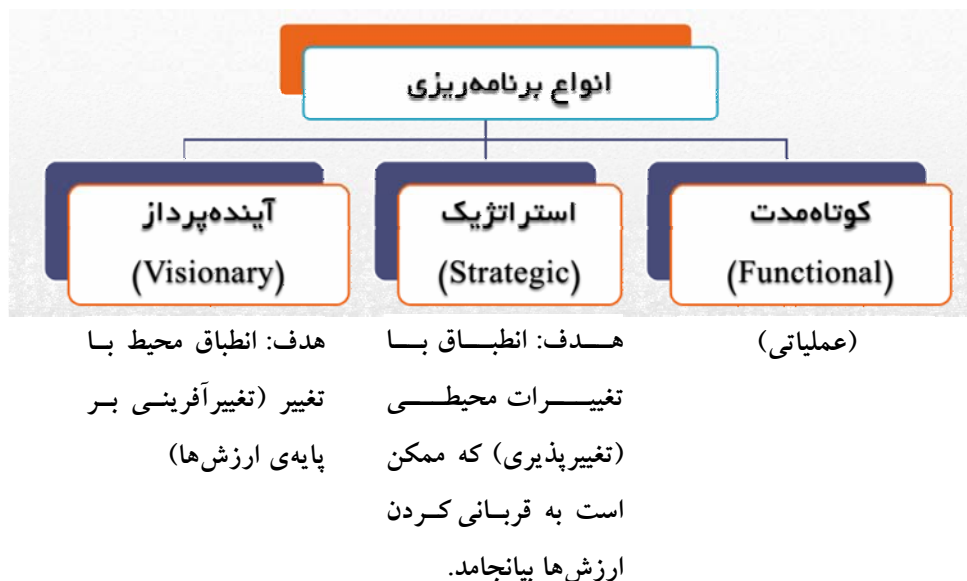 انواع برنامه‌ریزی
کوتاه‌مدت
(Functional)
(عملیاتی)
استراتژیک
(Strategic)
هدف: انطباق با
تغییرات محیطی
(تغییرپذیری) که ممکن
است به قربانی کردن
ارزش‌ها بیانجامد.
آینده‌پرداز
(Visionary)
هدف: انطباق محیط با
تغییر (تغییرآفرینی بر
پایه‌ی ارزش‌ها)